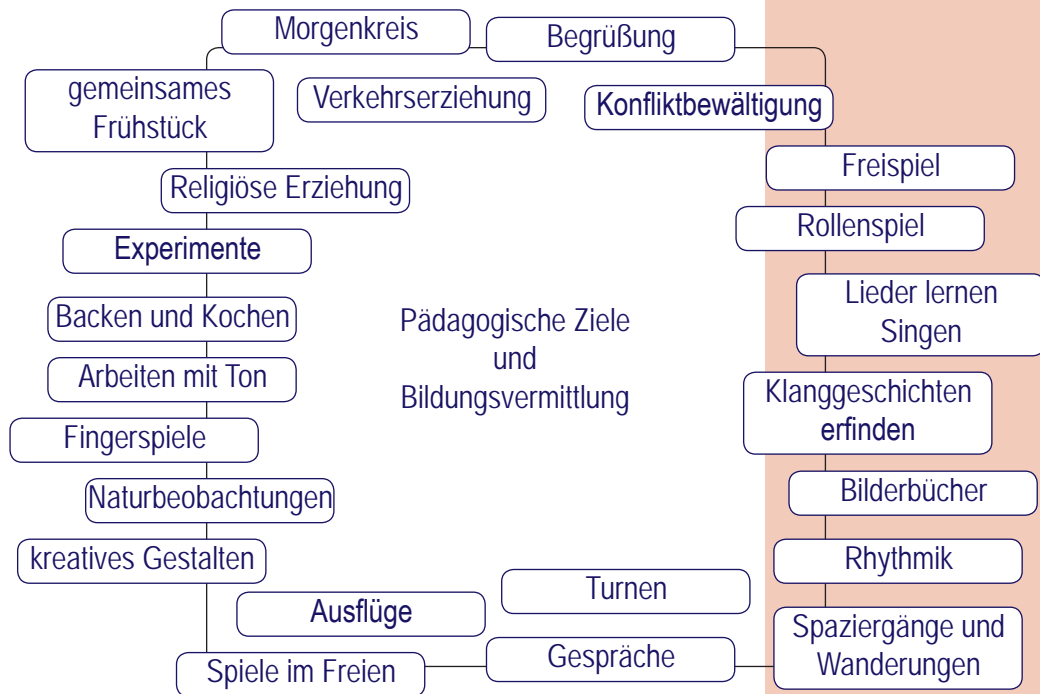 Morgenkreis
Begrüßung
gemeinsames
Frühstück
Verkehrserziehung
Konfliktbewältigung
Freispiel
Religiöse Erziehung
Rollenspiel
Experimente
Lieder lernen
Singen
Backen und Kochen
Pädagogische Ziele
und
Bildungsvermittlung
Arbeiten mit Ton
Klanggeschichten
erfinden
Fingerspiele
Naturbeobachtungen
Bilderbücher
kreatives Gestalten
Rhythmik
Turnen
Ausflüge
Spaziergänge und
Wanderungen
Gespräche
Spiele im Freien